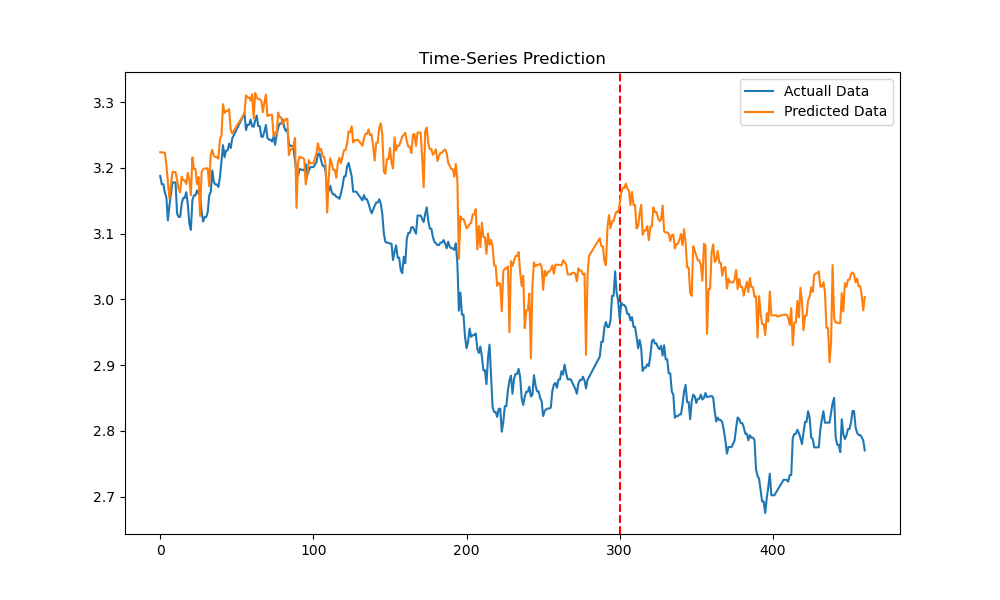 Time-Series Prediction
Actuall Data
Predicted Data
3.3
3.2
3.1
3.0
2.9
2.8
2.7
0 100 200 300 400